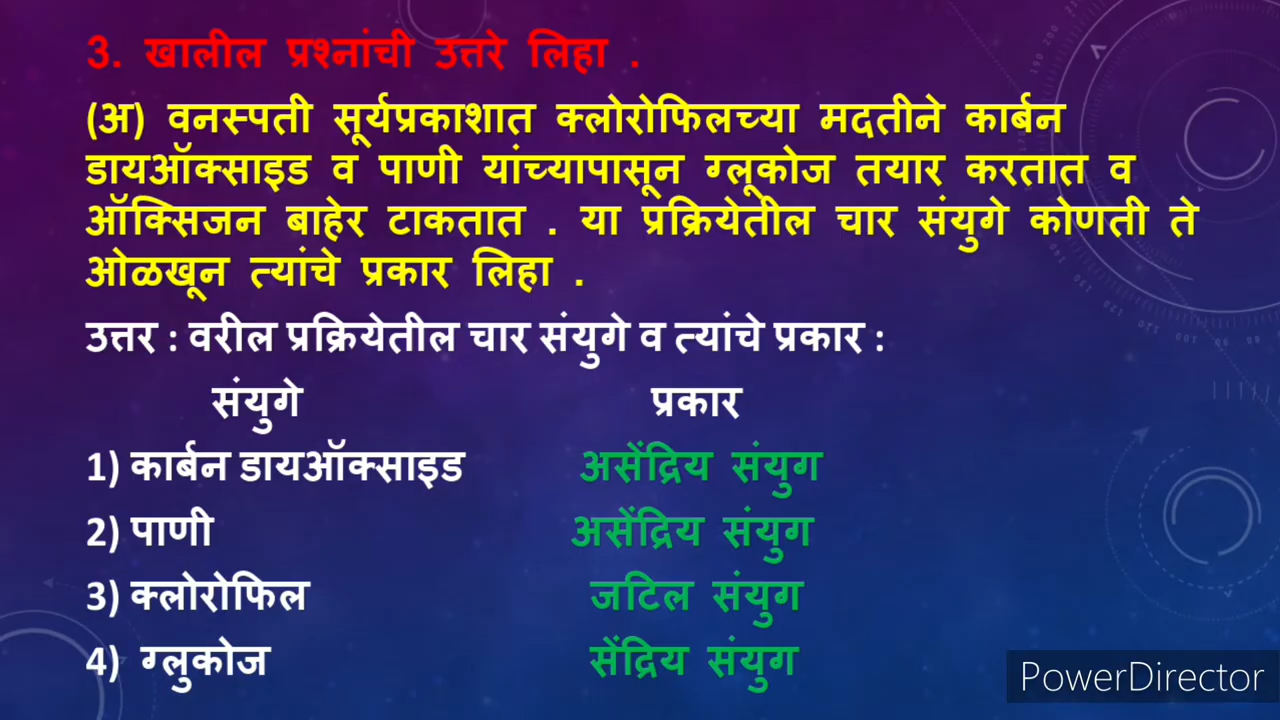 3. खालील प्रश्नांची उत्तरे लिहा .
(अ) वनस्पती सूर्यप्रकाशात क्लोरोफिलच्या मदतीने कार्बन
डायऑक्साइड व पाणी यांच्यापासून ग्लूकोज तयार करतात व
ऑक्सिजन बाहेर टाकतात . या प्रक्रियेतील चार संयुगे कोणती ते
ओळखून त्यांचे प्रकार लिहा .
उत्तर : वरील प्रक्रियेतील चार संयुगे व त्यांचे प्रकार :
संयुगे प्रकार
1) कार्बन डायऑक्साइड असेंद्रिय संयुग
2) पाणी असेंद्रिय संयुग
3) क्लोरोफिल जटिल संयुग
4) ग्लुकोज सेंद्रिय संयुग
PowerDirector